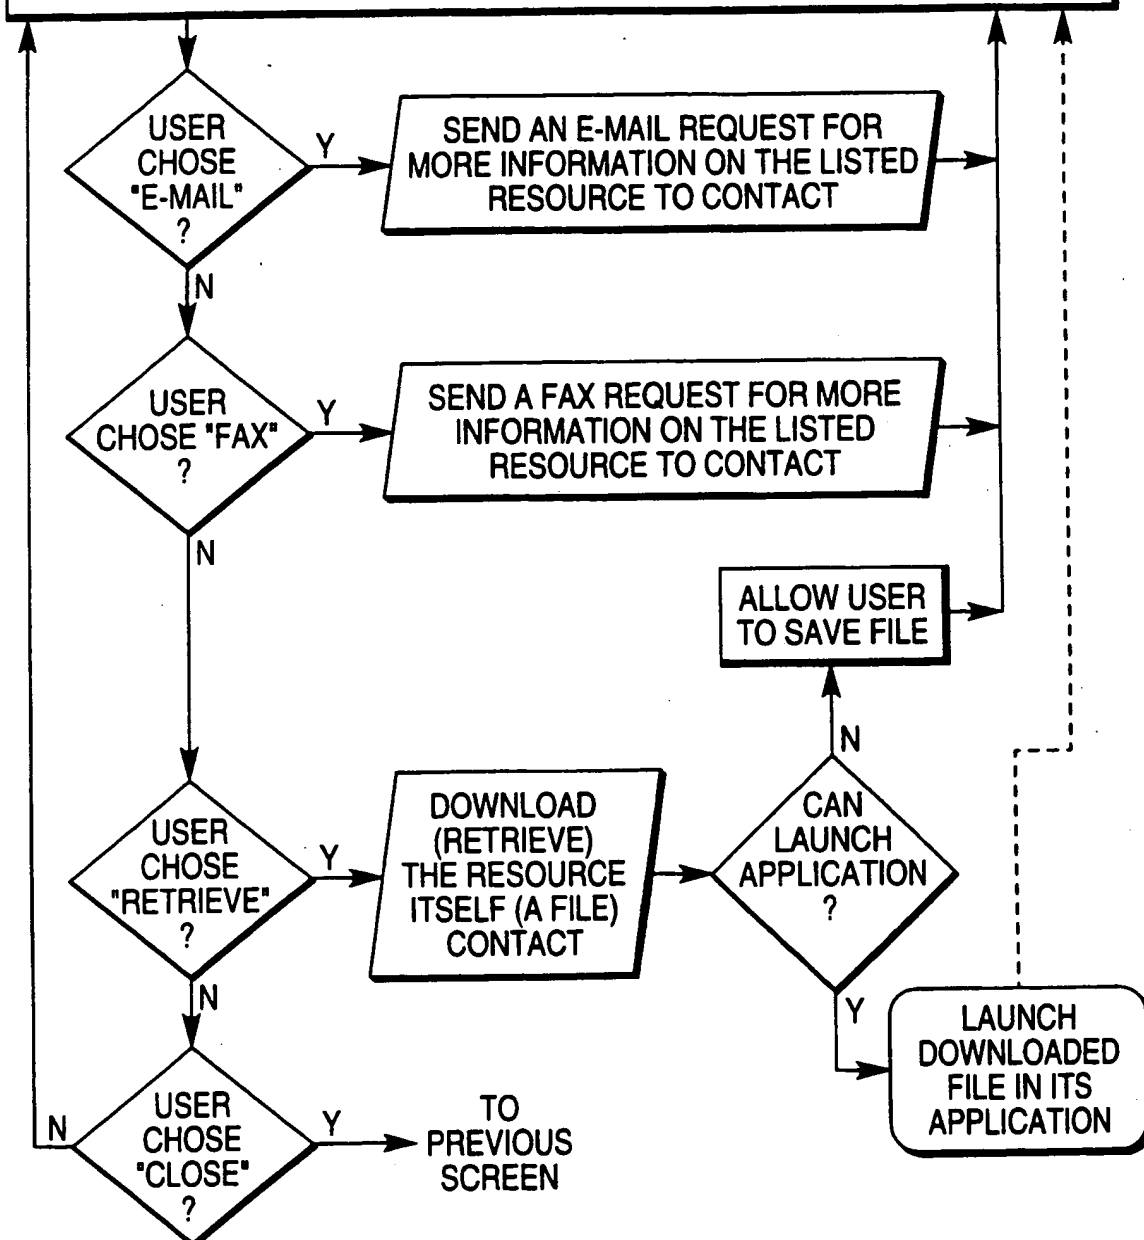 USER
CHOSE
"E-MAIL"
?
Y
SEND AN E-MAIL REQUEST FOR
MORE INFORMATION ON THE LISTED
RESOURCE TO CONTACT
N
USER
CHOSE "FAX"
?
Y
SEND A FAX REQUEST FOR MORE
INFORMATION ON THE LISTED
RESOURCE TO CONTACT
N
ALLOW USER
TO SAVE FILE
N
USER
CHOSE
"RETRIEVE"
?
Y
DOWNLOAD
(RETRIEVE)
THE RESOURCE
ITSELF (A FILE)
CONTACT
CAN
LAUNCH
APPLICATION
?
N
Y
LAUNCH
DOWNLOADED
FILE IN ITS
APPLICATION
USER
CHOSE
"CLOSE"
?
N
Y
TO
PREVIOUS
SCREEN